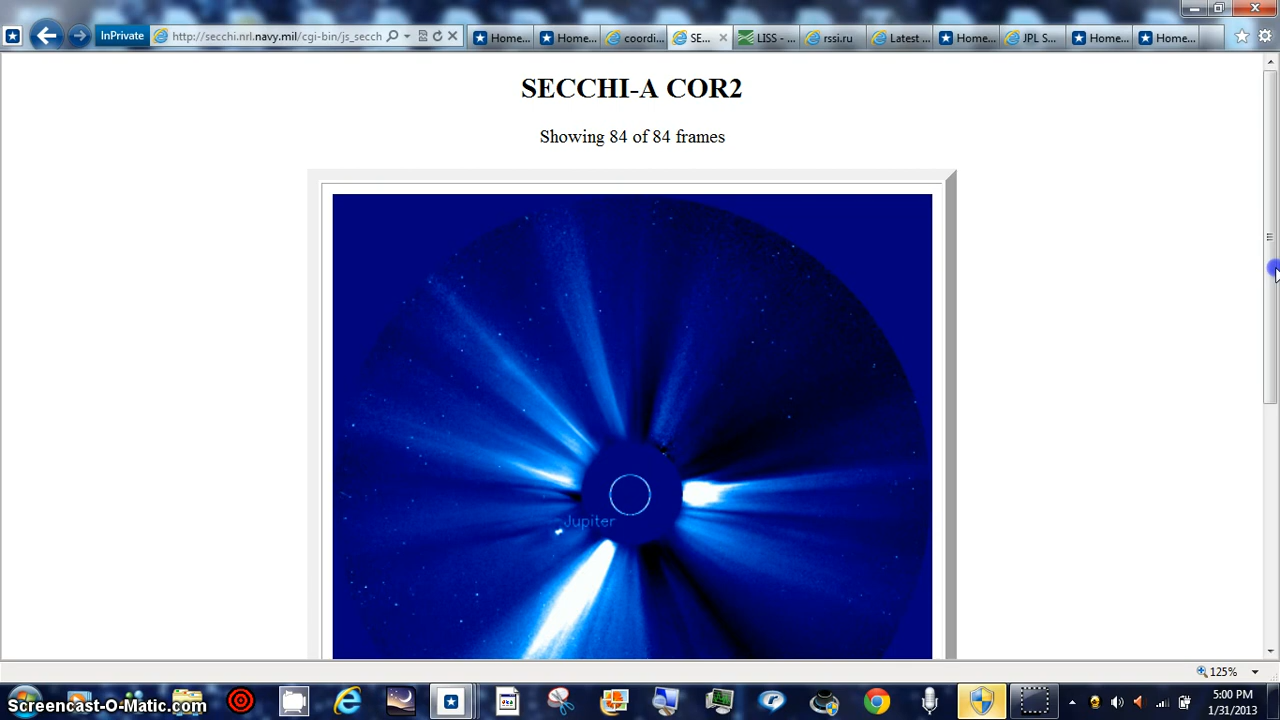 InPrivate
http://secchi.nrl.navy.mil/cgi-bin/js_secch
Home...
Home...
coordi...
SE...
LISS - ...
rssi.ru
Latest ...
Home...
JPL S...
Home...
Home...
SECCHI-A COR2
Showing 84 of 84 frames
Jupiter
125%
Screencast-O-Matic.com
5:00 PM
1/31/2013